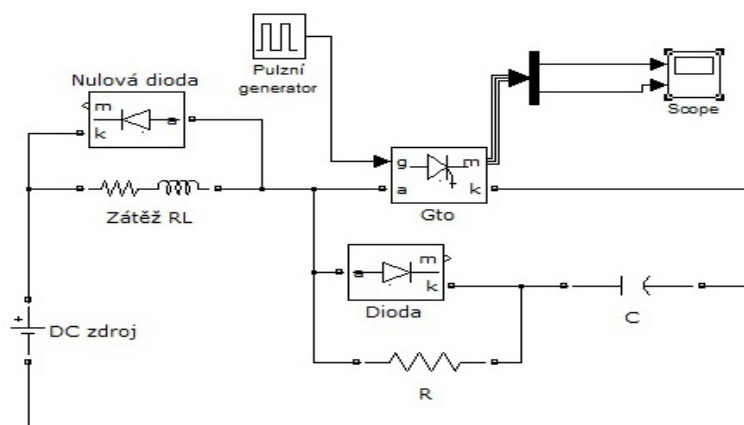 Pulzní
generator
Scope
Nulová dioda
m
a
k
g
m
a
k
Gto
Zátěž RL
m
a
k
Dioda
C
+
DC zdroj
R